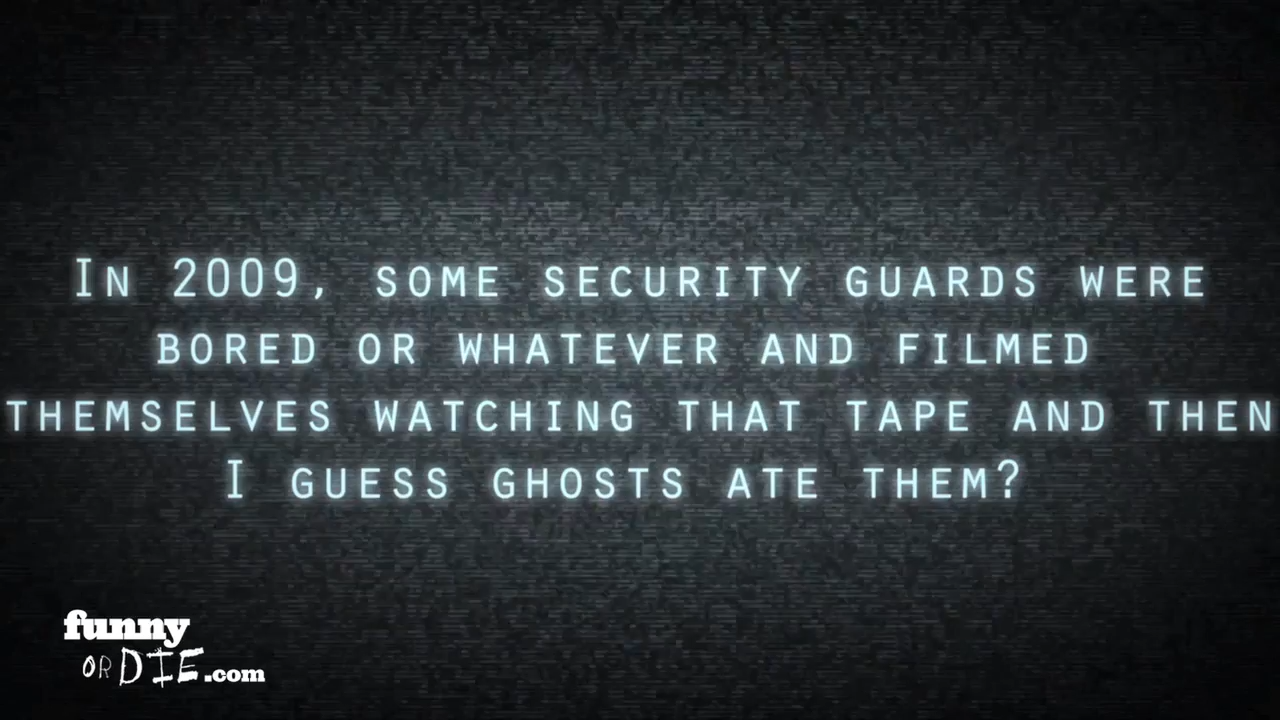 In 2009, some security guards were
bored or whatever and filmed
themselves watching that tape and then
I guess ghosts ate them?
funny
OR DIE.com